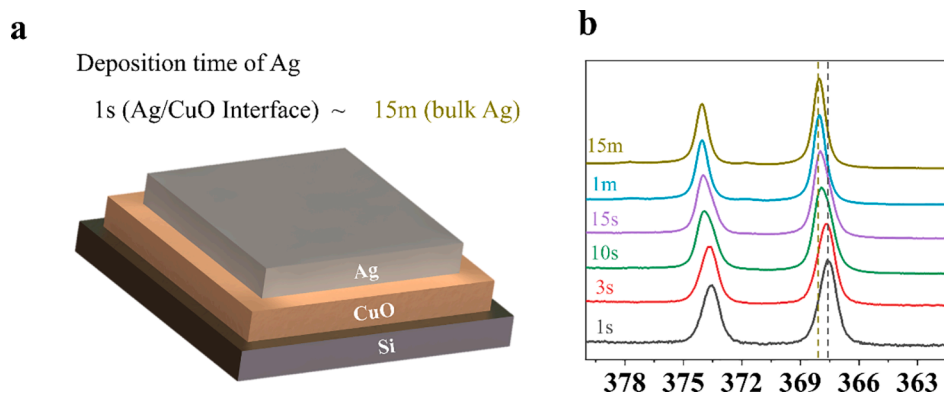 a
Deposition time of Ag
1s (Ag/CuO Interface) ~ 15m (bulk Ag)
Ag
CuO
Si
b
15m
1m
15s
10s
3s
1s
378 375 372 369 366 363